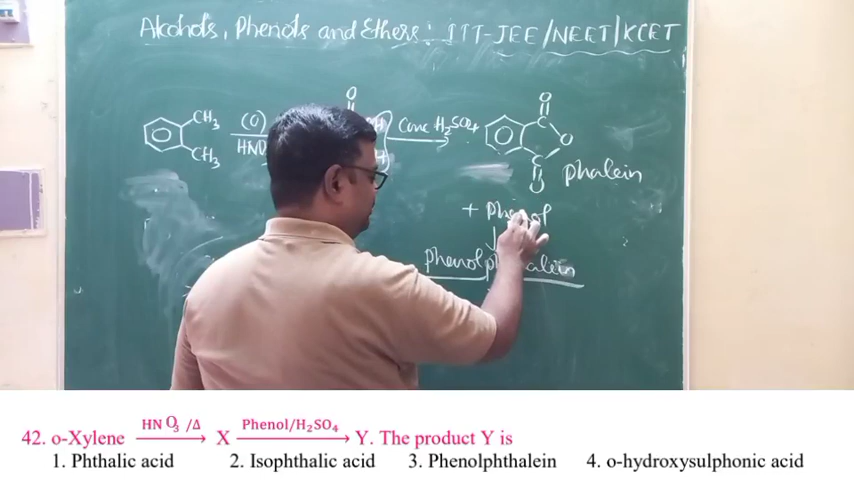 Alcohols, Phenols and Ethers: IIT-JEE/NEET/KCET
CH3 (O) O Conc H2SO4 O
CH3 O
O phalein
+ Phenol
phenolphthalein
42. o-Xylene HNO3/Δ X Phenol/H2SO4 Y. The product Y is
1. Phthalic acid 2. Isophthalic acid 3. Phenolphthalein 4. o-hydroxysulphonic acid